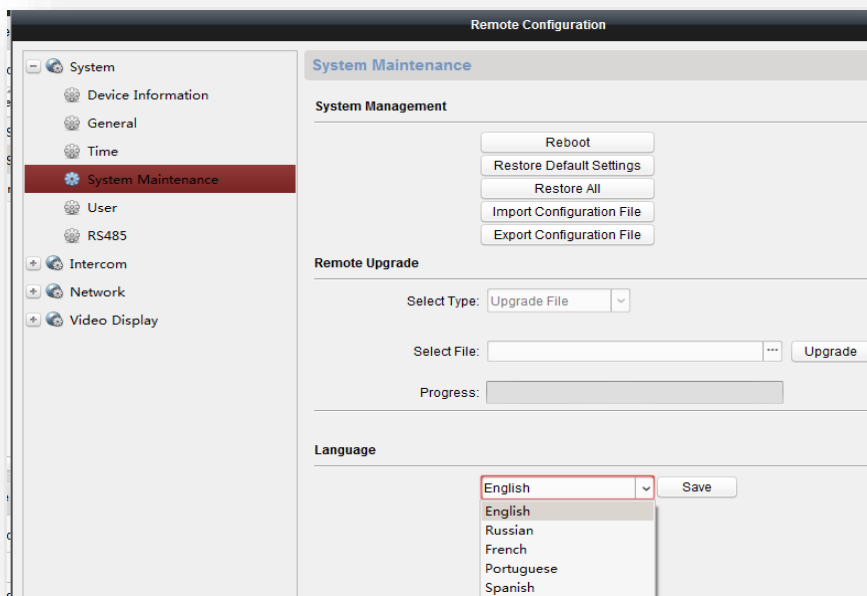 Remote Configuration
System
Device Information
General
Time
System Maintenance
User
RS485
Intercom
Network
Video Display
System Maintenance
System Management
Reboot
Restore Default Settings
Restore All
Import Configuration File
Export Configuration File
Remote Upgrade
Select Type: Upgrade File
Select File: ... Upgrade
Progress:
Language
English Save
English
Russian
French
Portuguese
Spanish